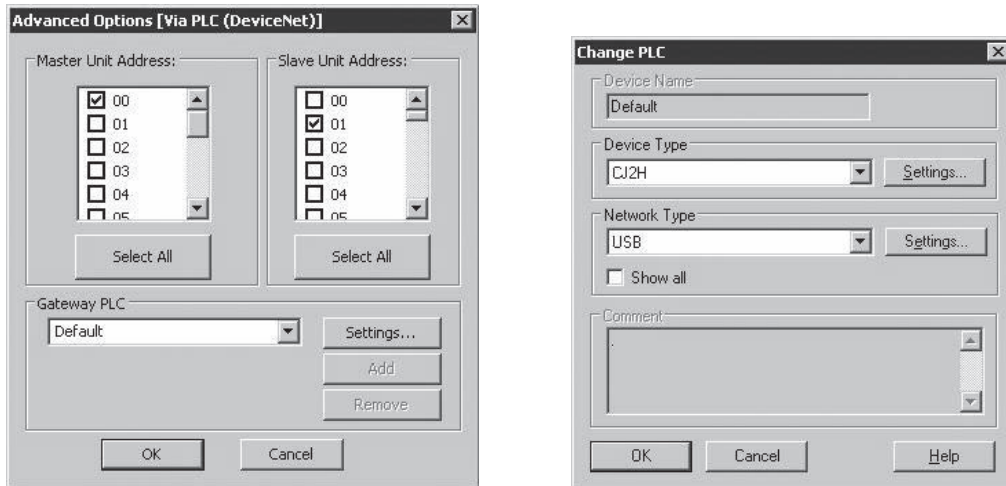 Advanced Options [Via PLC (DeviceNet)]
Master Unit Address:
00
01
02
03
04
05
Select All
Slave Unit Address:
00
01
02
03
04
05
Select All
Gateway PLC
Default
Settings...
Add
Remove
OK
Cancel
Change PLC
Device Name
Default
Device Type
CJ2H
Settings...
Network Type
USB
Settings...
Show all
Comment
.
OK
Cancel
Help